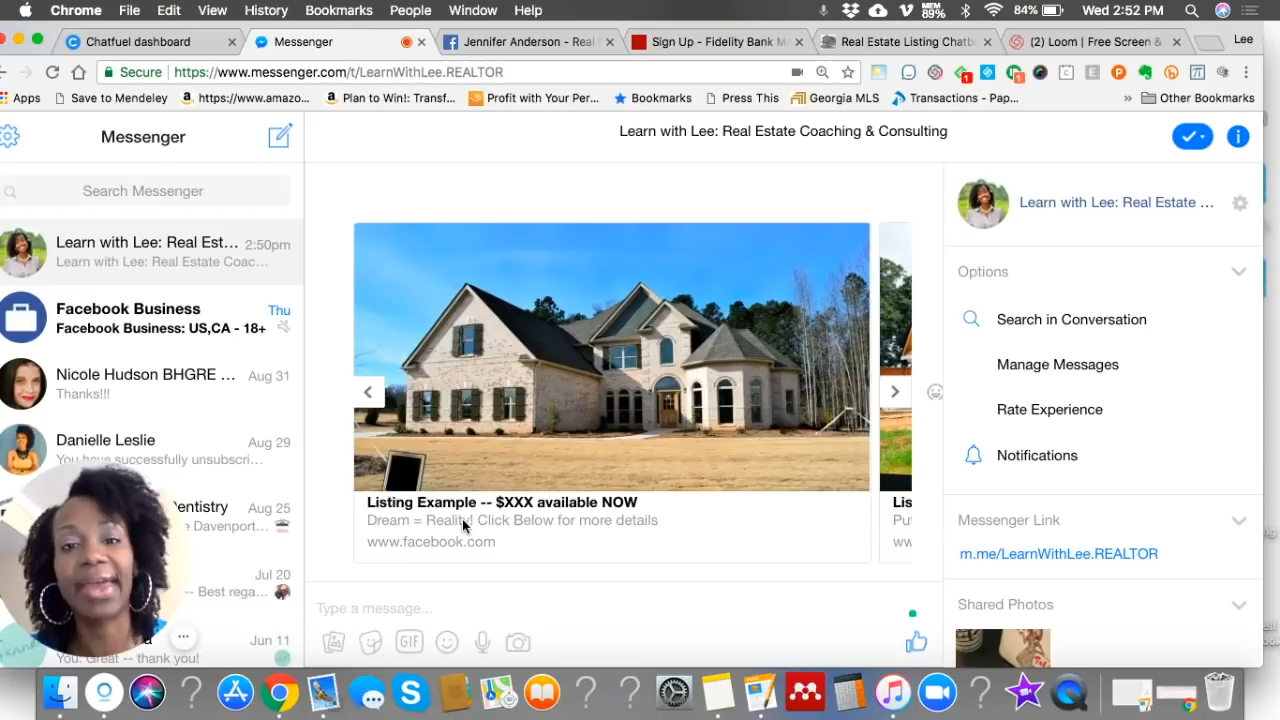 Chrome File Edit View History Bookmarks People Window Help MEM 89% 84% Wed 2:52 PM
Chatfuel dashboard Messenger Jennifer Anderson - Real Sign Up - Fidelity Bank M Real Estate Listing Chatb (2) Loom | Free Screen & Lee
Secure https://www.messenger.com/t/LearnWithLee.REALTOR
Apps Save to Mendeley https://www.amazo... Plan to Win!: Transf... Profit with Your Per... Bookmarks Press This Georgia MLS Transactions - Pap... » Other Bookmarks
Messenger
Search Messenger
Learn with Lee: Real Est... 2:50pm
Learn with Lee: Real Estate Coac...
Facebook Business Thu
Facebook Business: US,CA - 18+
Nicole Hudson BHGRE ... Aug 31
Thanks!!!
Danielle Leslie Aug 29
You have successfully unsubscri...
entistry Aug 25
e Davenport...
Jul 20
-- Best rega...
Jun 11
You: Great -- thank you!
Learn with Lee: Real Estate Coaching & Consulting
Listing Example -- $XXX available NOW
Dream = Reality! Click Below for more details
www.facebook.com
Lis
Pu
ww
Type a message...
GIF
Learn with Lee: Real Estate ...
Options
Search in Conversation
Manage Messages
Rate Experience
Notifications
Messenger Link
m.me/LearnWithLee.REALTOR
Shared Photos